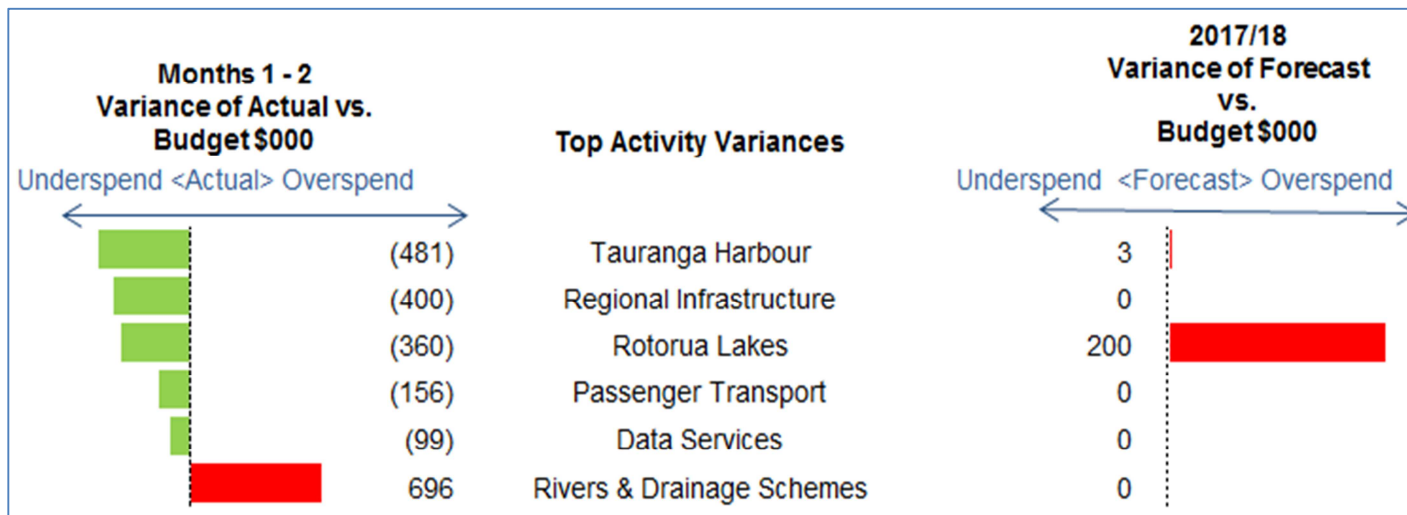 Months 1 - 2
Variance of Actual vs.
Budget $000
Underspend <Actual> Overspend
Top Activity Variances
2017/18
Variance of Forecast
vs.
Budget $000
Underspend <Forecast> Overspend
(481) Tauranga Harbour 3
(400) Regional Infrastructure 0
(360) Rotorua Lakes 200
(156) Passenger Transport 0
(99) Data Services 0
696 Rivers & Drainage Schemes 0